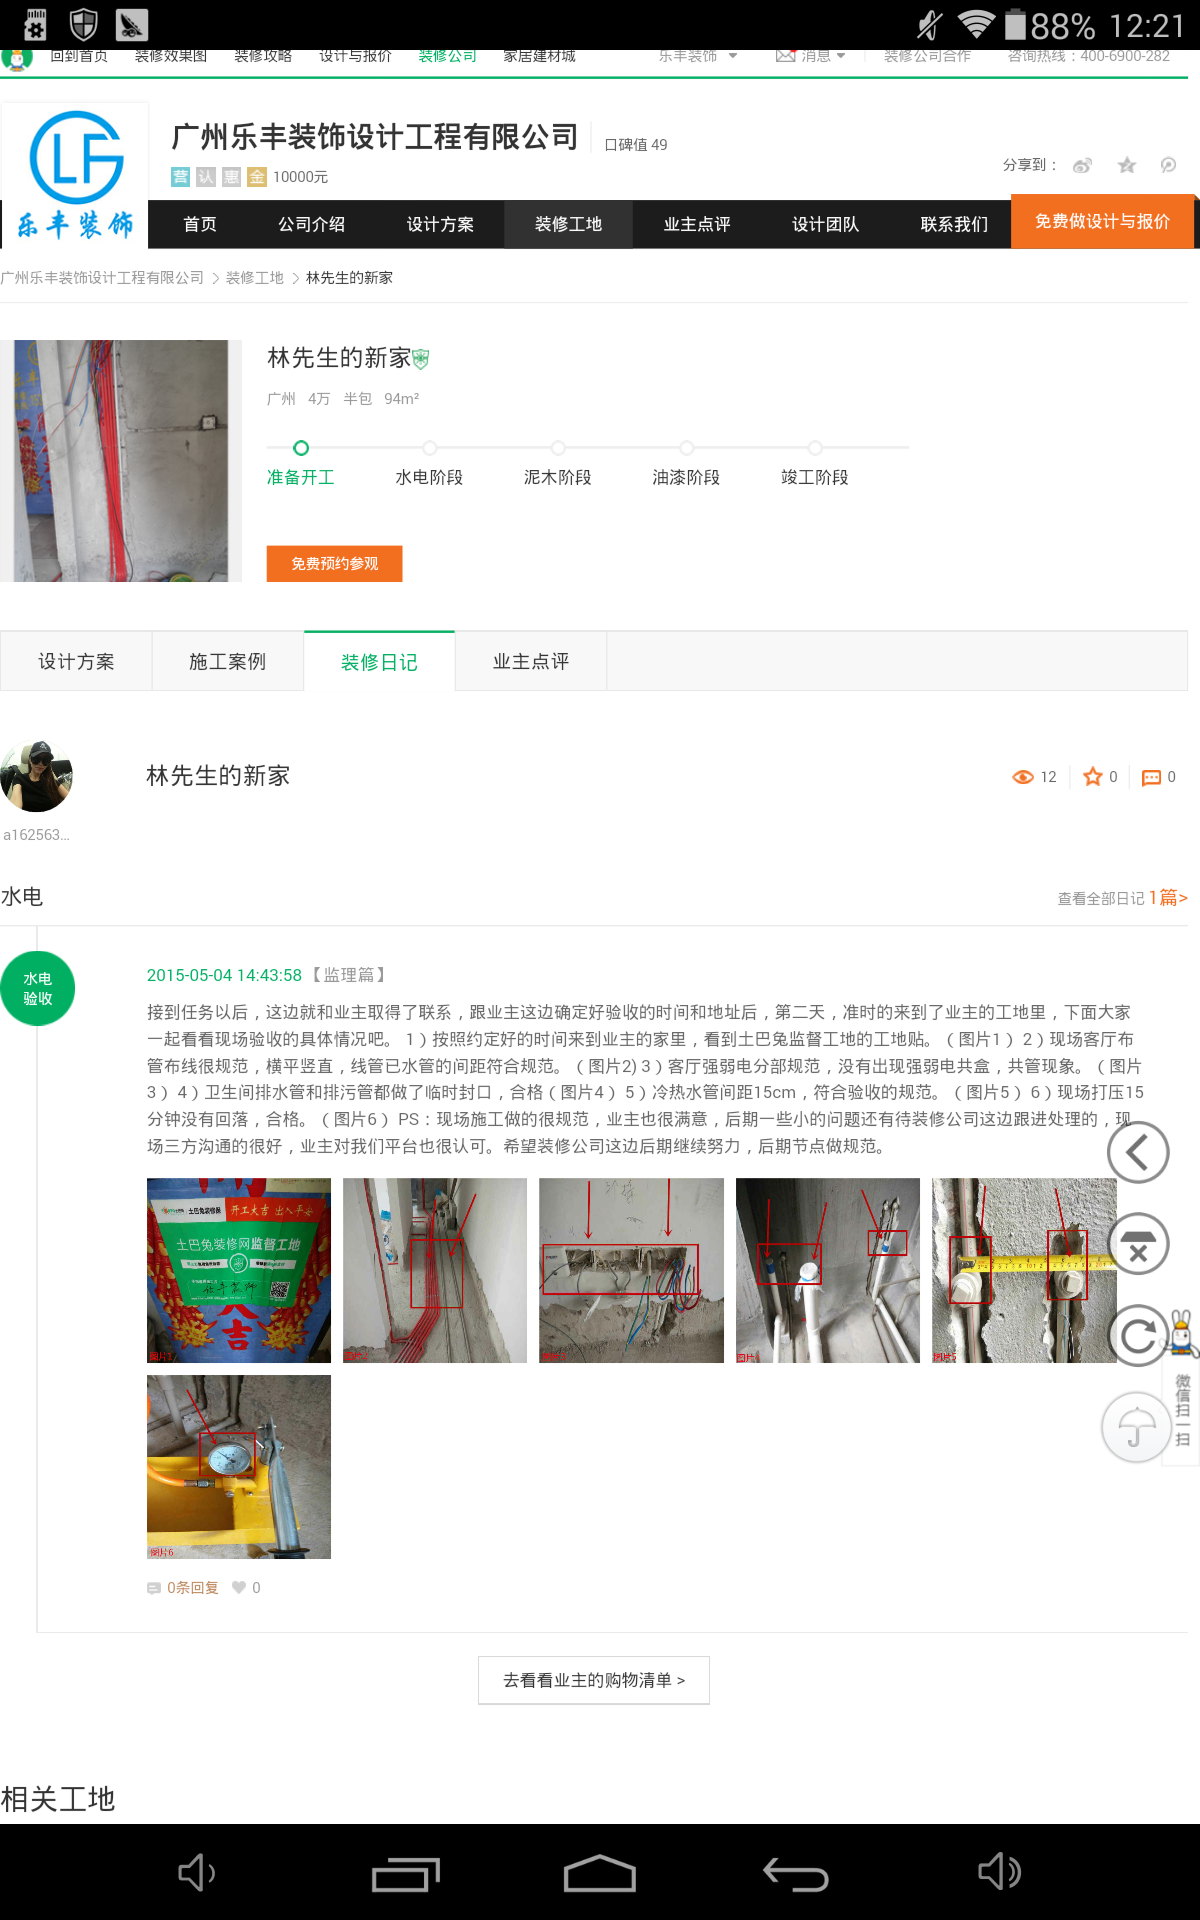 88% 12:21
回到首页 装修效果图 装修攻略 设计与报价 装修公司 家居建材城 乐丰装饰 消息 装修公司合作 咨询热线：400-6900-282
广州乐丰装饰设计工程有限公司 口碑值 49
营 认 惠 金 10000元
分享到：
乐丰装饰
首页 公司介绍 设计方案 装修工地 业主点评 设计团队 联系我们 免费做设计与报价
广州乐丰装饰设计工程有限公司 > 装修工地 > 林先生的新家
林先生的新家
广州 4万 半包 94m²
准备开工 水电阶段 泥木阶段 油漆阶段 竣工阶段
免费预约参观
设计方案 施工案例 装修日记 业主点评
林先生的新家
12 0 0
a162563...
水电
查看全部日记 1篇>
水电
验收
2015-05-04 14:43:58 【监理篇】
接到任务以后，这边就和业主取得了联系，跟业主这边确定好验收的时间和地址后，第二天，准时的来到了业主的工地里，下面大家
一起看看现场验收的具体情况吧。 1）按照约定好的时间来到业主的家里，看到土巴兔监督工地的工地贴。（图片1） 2）现场客厅布
管布线很规范，横平竖直，线管已水管的间距符合规范。（图片2) 3）客厅强弱电分部规范，没有出现强弱电共盒，共管现象。（图片
3） 4）卫生间排水管和排污管都做了临时封口，合格（图片4） 5）冷热水管间距15cm，符合验收的规范。（图片5） 6）现场打压15
分钟没有回落，合格。（图片6） PS：现场施工做的很规范，业主也很满意，后期一些小的问题还有待装修公司这边跟进处理的，现
场三方沟通的很好，业主对我们平台也很认可。希望装修公司这边后期继续努力，后期节点做规范。
土巴兔装修保 开工大吉 出入平安
土巴兔装修网监督工地
乐丰装饰
吉
图片1
图片2
图片4
图片5
图片6
微信扫一扫
0条回复 0
去看看业主的购物清单 >
相关工地